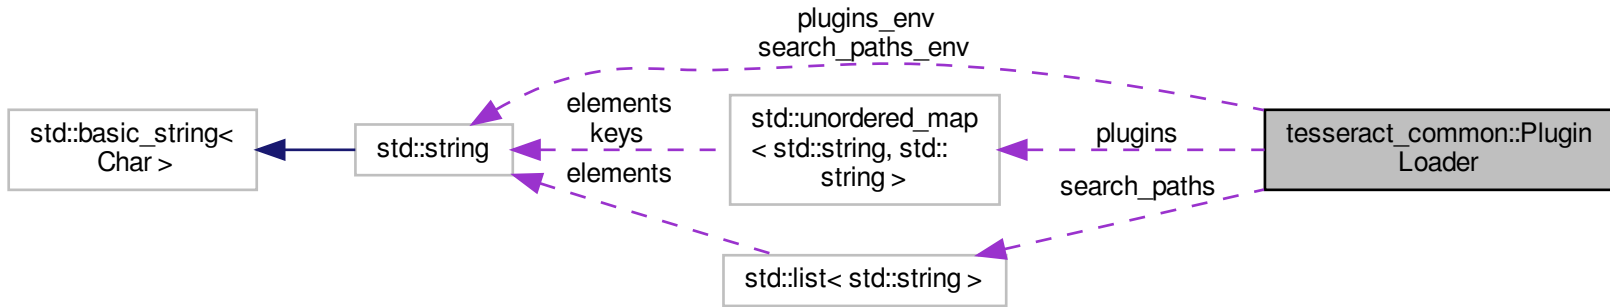 plugins_env
search_paths_env
std::basic_string<
Char >
std::string
elements
keys
elements
std::unordered_map
< std::string, std::
string >
plugins
search_paths
tesseract_common::Plugin
Loader
std::list< std::string >